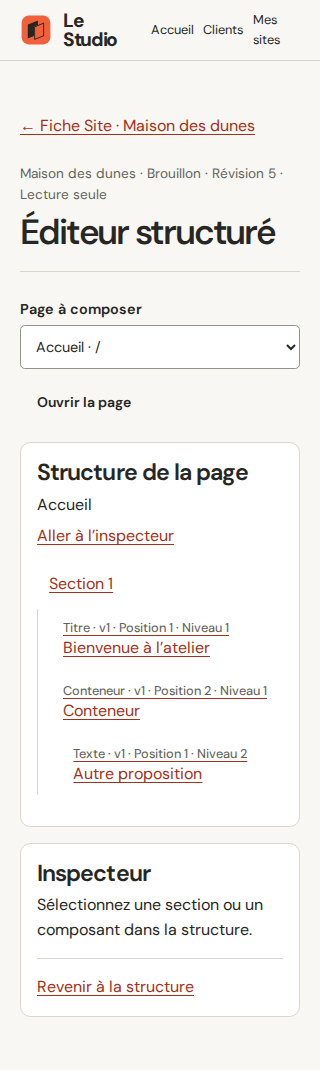 Le
Studio
Accueil Clients Mes
sites
← Fiche Site · Maison des dunes
Maison des dunes · Brouillon · Révision 5 ·
Lecture seule
Éditeur structuré
Page à composer
Accueil · /
Ouvrir la page
Structure de la page
Accueil
Aller à l’inspecteur
Section 1
Titre · v1 · Position 1 · Niveau 1
Bienvenue à l’atelier
Conteneur · v1 · Position 2 · Niveau 1
Conteneur
Texte · v1 · Position 1 · Niveau 2
Autre proposition
Inspecteur
Sélectionnez une section ou un
composant dans la structure.
Revenir à la structure